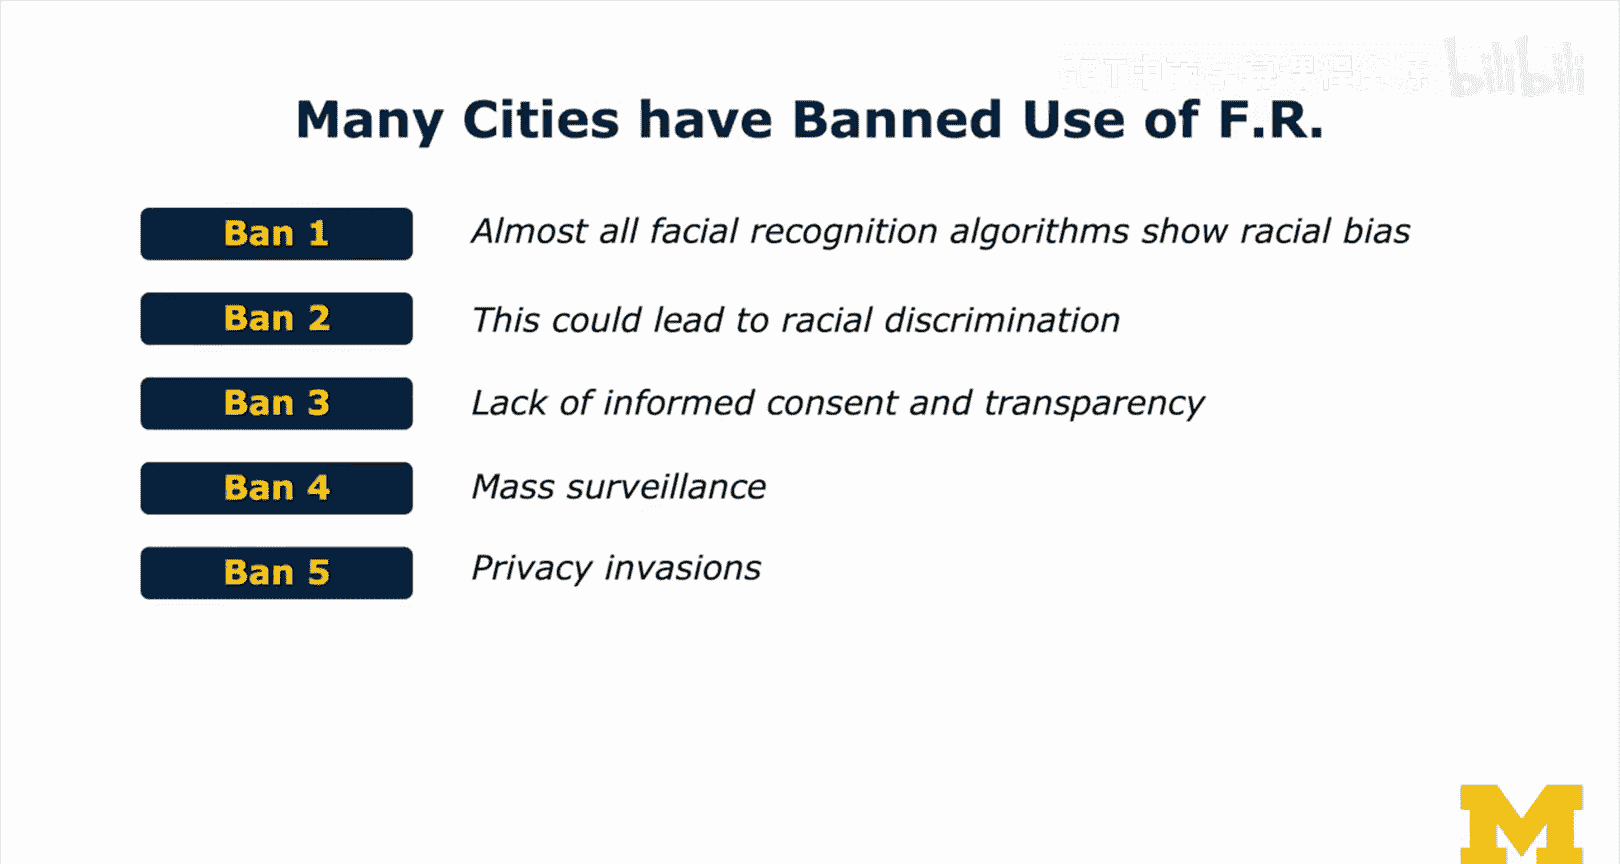 bilibili
Many Cities have Banned Use of F.R.
Ban 1 Almost all facial recognition algorithms show racial bias
Ban 2 This could lead to racial discrimination
Ban 3 Lack of informed consent and transparency
Ban 4 Mass surveillance
Ban 5 Privacy invasions
M